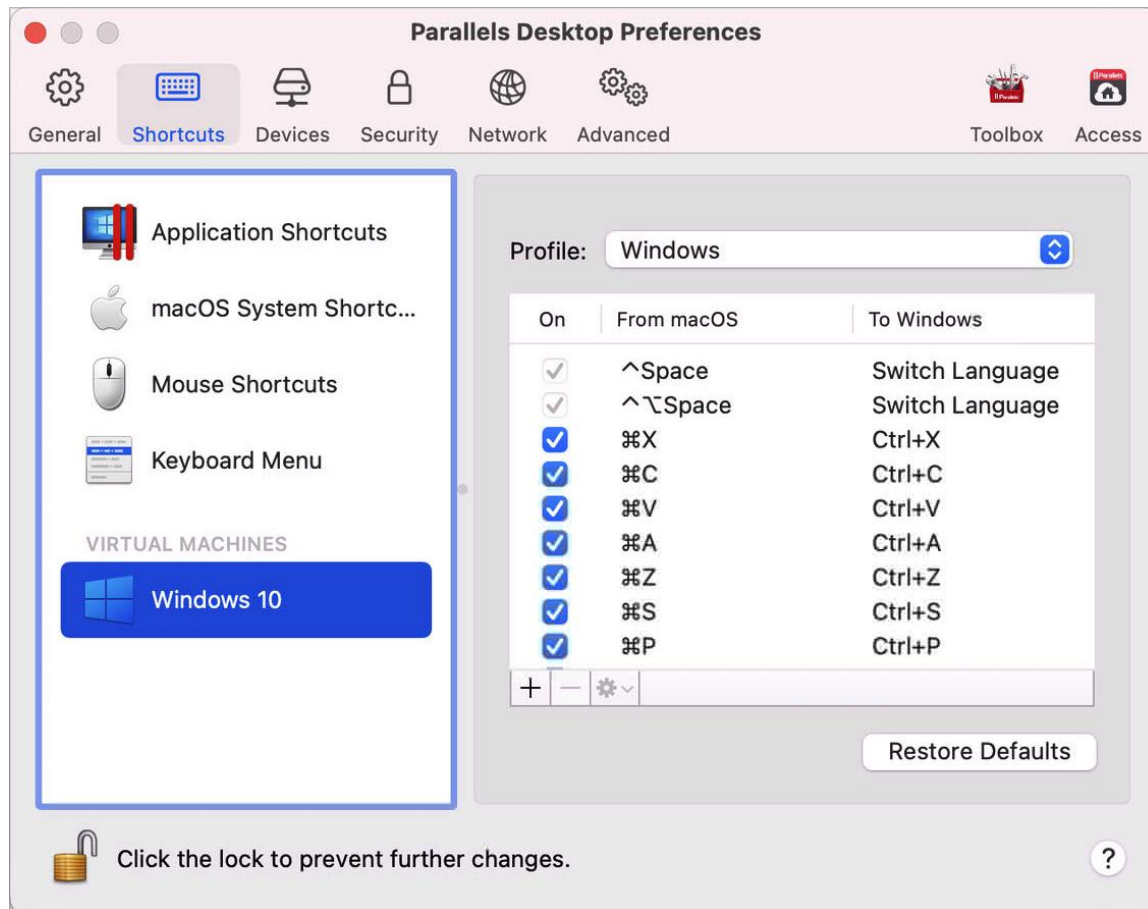 Parallels Desktop Preferences
General Shortcuts Devices Security Network Advanced Toolbox Access
Application Shortcuts
macOS System Shortc...
Mouse Shortcuts
Keyboard Menu
VIRTUAL MACHINES
Windows 10
Profile: Windows
On From macOS To Windows
^Space Switch Language
^⌥Space Switch Language
⌘X Ctrl+X
⌘C Ctrl+C
⌘V Ctrl+V
⌘A Ctrl+A
⌘Z Ctrl+Z
⌘S Ctrl+S
⌘P Ctrl+P
Restore Defaults
Click the lock to prevent further changes.
?